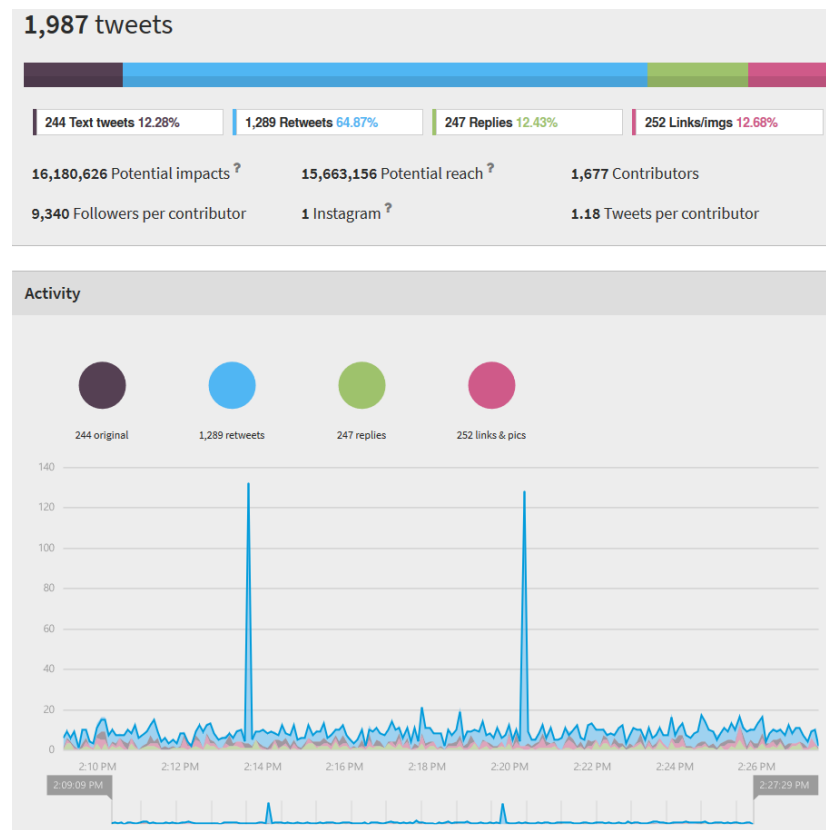 1,987 tweets
244 Text tweets 12.28% 1,289 Retweets 64.87% 247 Replies 12.43% 252 Links/imgs 12.68%
16,180,626 Potential impacts ? 15,663,156 Potential reach ? 1,677 Contributors
9,340 Followers per contributor 1 Instagram ? 1.18 Tweets per contributor
Activity
244 original 1,289 retweets 247 replies 252 links & pics
140
120
100
80
60
40
20
0
2:10 PM 2:12 PM 2:14 PM 2:16 PM 2:18 PM 2:20 PM 2:22 PM 2:24 PM 2:26 PM
2:09:09 PM 2:27:29 PM